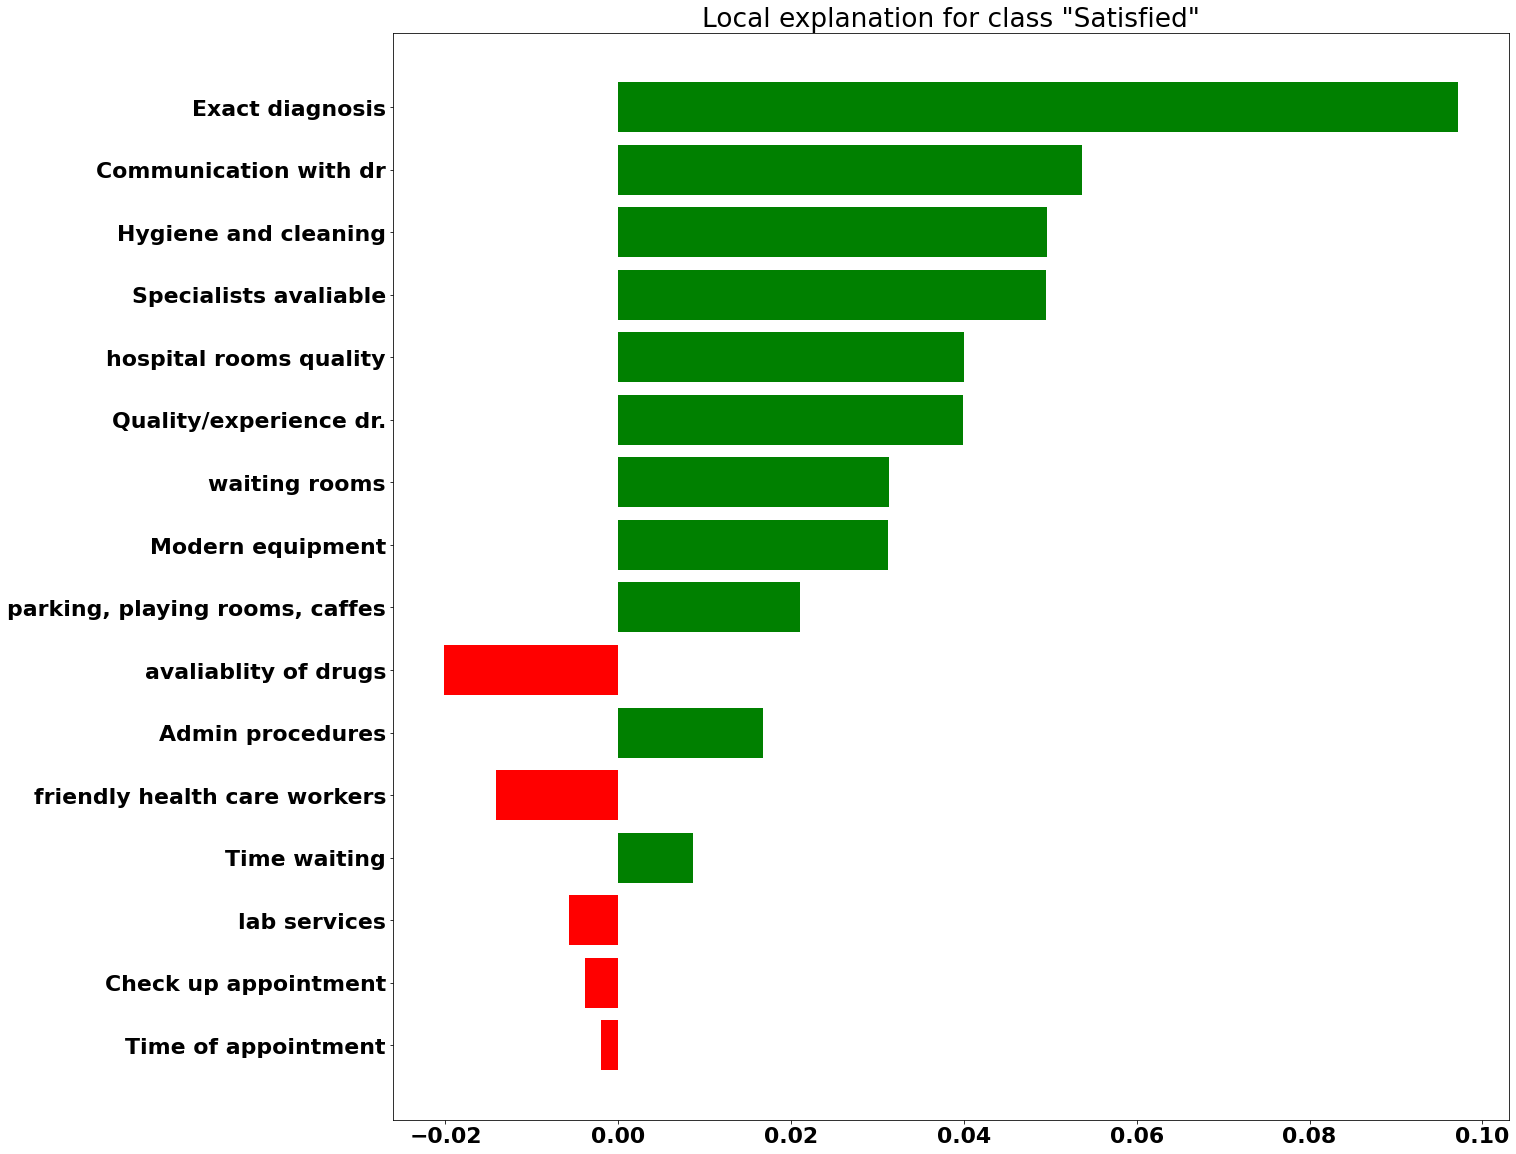 Local explanation for class "Satisfied"
Exact diagnosis
Communication with dr
Hygiene and cleaning
Specialists avaliable
hospital rooms quality
Quality/experience dr.
waiting rooms
Modern equipment
parking, playing rooms, caffes
avaliablity of drugs
Admin procedures
friendly health care workers
Time waiting
lab services
Check up appointment
Time of appointment
−0.02 0.00 0.02 0.04 0.06 0.08 0.10